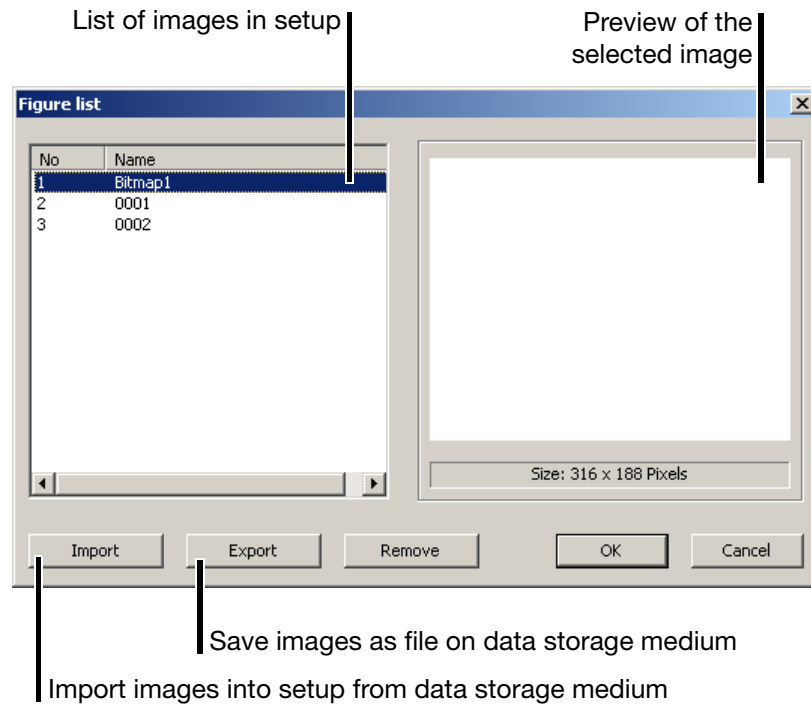 List of images in setup
Preview of the
selected image
Figure list
No Name
1 Bitmap1
2 0001
3 0002
Size: 316 x 188 Pixels
Import Export Remove OK Cancel
Save images as file on data storage medium
Import images into setup from data storage medium